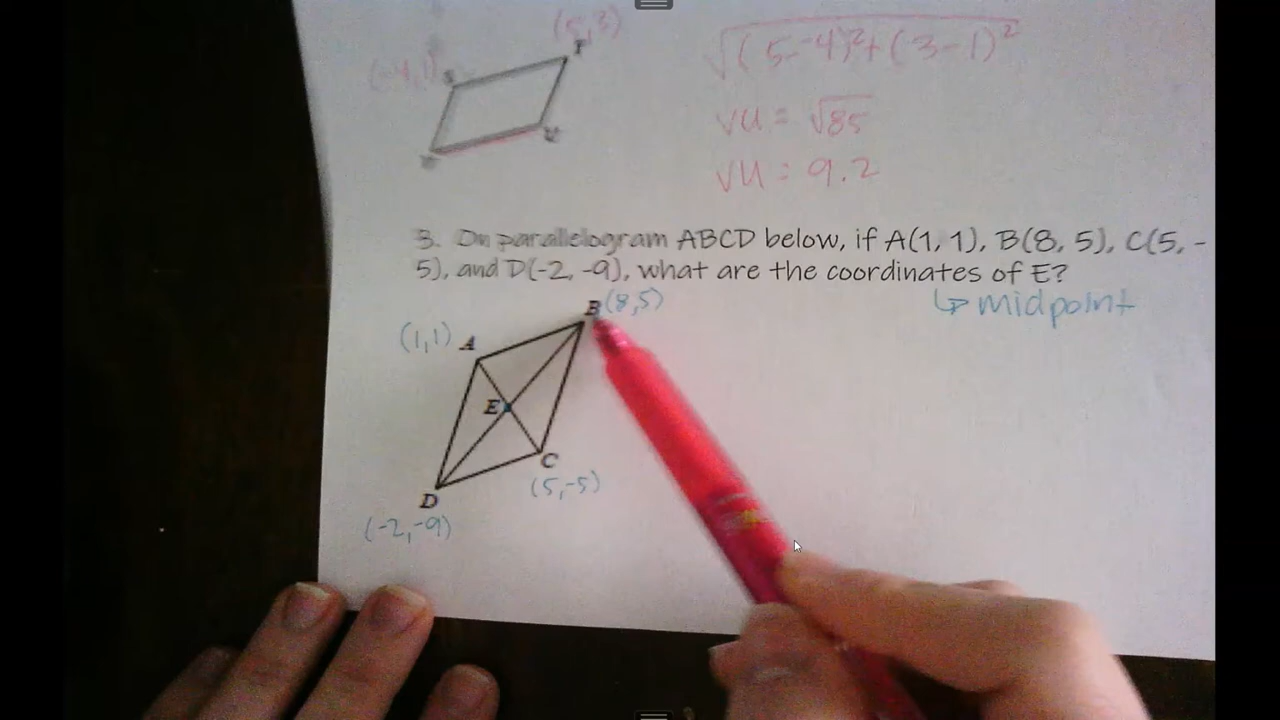 (5,3)
(-4,1)
S
√(5--4)²+(3-1)²
VU = √85
VU = 9.2
3. On parallelogram ABCD below, if A(1, 1), B(8, 5), C(5, -
5), and D(-2, -9), what are the coordinates of E?
↳ midpoint
B (8,5)
(1,1) A
E
C
(5,-5)
D
(-2,-9)